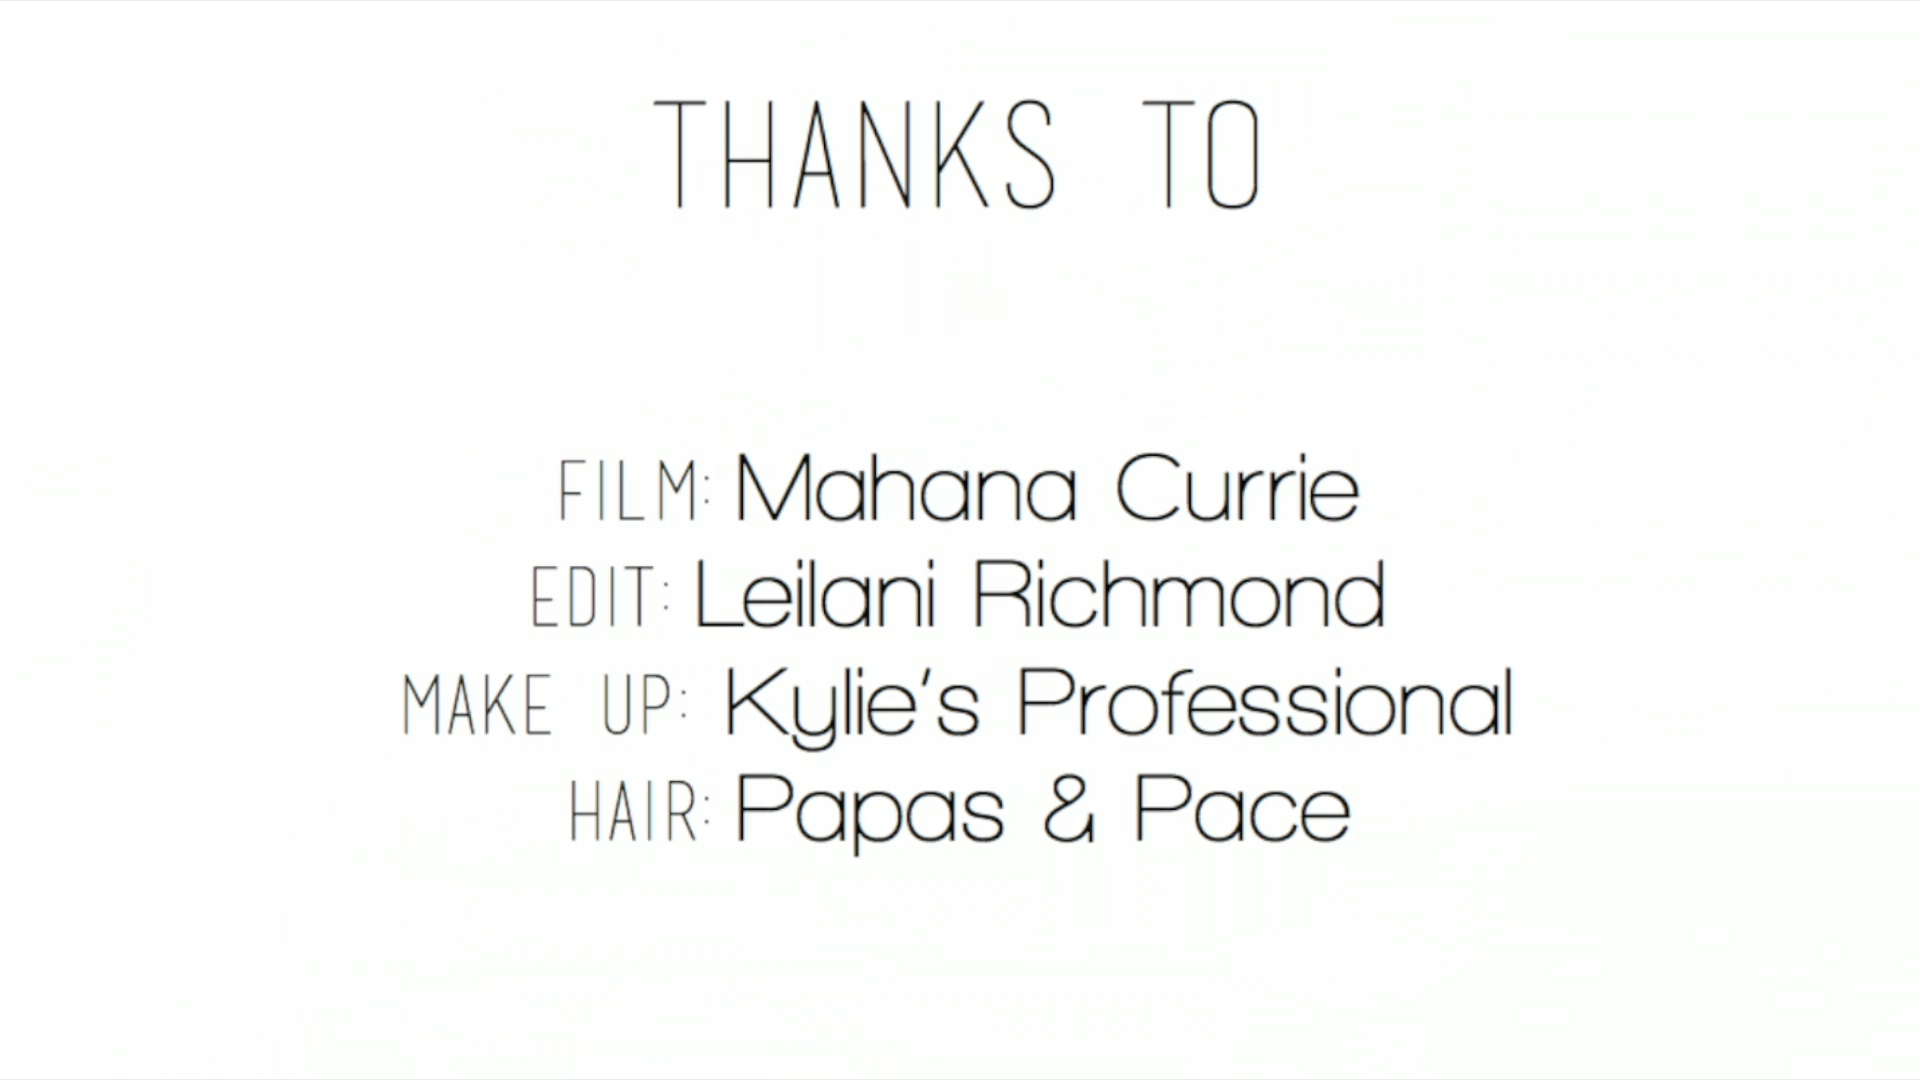 THANKS TO
FILM: Mahana Currie
EDIT: Leilani Richmond
MAKE UP: Kylie's Professional
HAIR: Papas & Pace